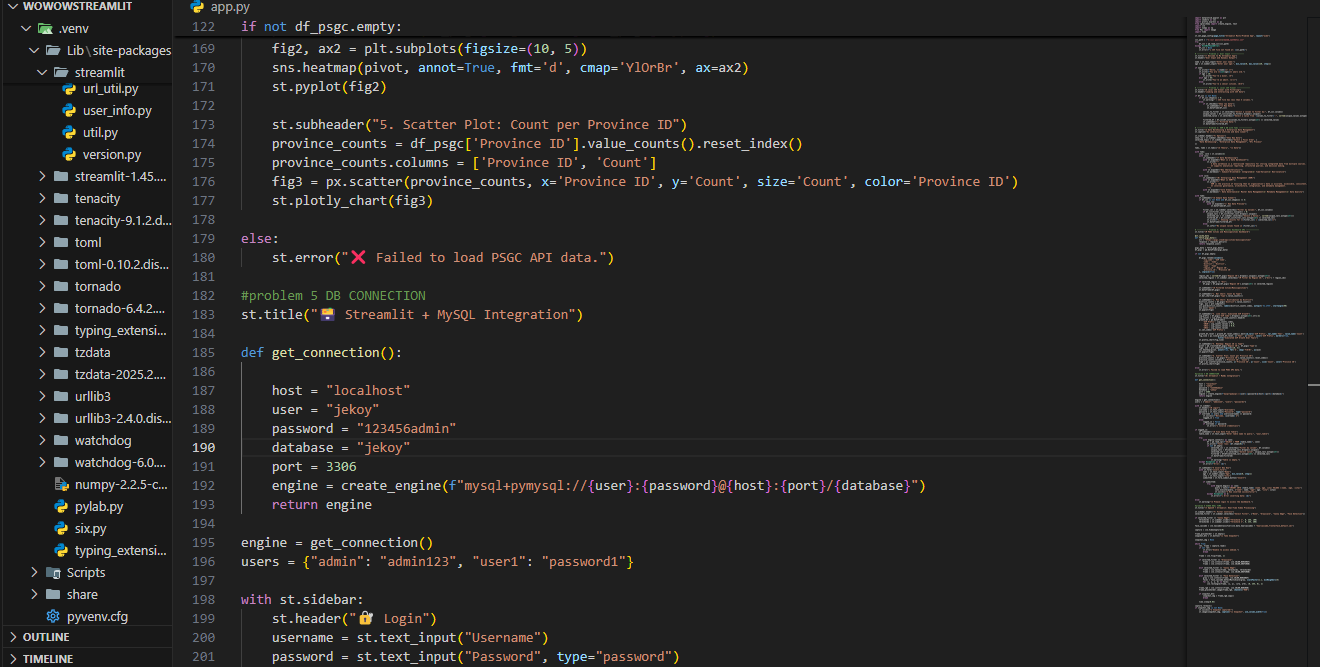 WOWOWSTREAMLIT
.venv
Lib\site-packages
streamlit
url_util.py
user_info.py
util.py
version.py
streamlit-1.45....
tenacity
tenacity-9.1.2.d...
toml
toml-0.10.2.dis...
tornado
tornado-6.4.2....
typing_extensi...
tzdata
tzdata-2025.2....
urllib3
urllib3-2.4.0.dis...
watchdog
watchdog-6.0....
numpy-2.2.5-c...
pylab.py
six.py
typing_extensi...
Scripts
share
pyvenv.cfg
OUTLINE
TIMELINE
app.py
122 if not df_psgc.empty:
169 fig2, ax2 = plt.subplots(figsize=(10, 5))
170 sns.heatmap(pivot, annot=True, fmt='d', cmap='YlOrBr', ax=ax2)
171 st.pyplot(fig2)
172
173 st.subheader("5. Scatter Plot: Count per Province ID")
174 province_counts = df_psgc['Province ID'].value_counts().reset_index()
175 province_counts.columns = ['Province ID', 'Count']
176 fig3 = px.scatter(province_counts, x='Province ID', y='Count', size='Count', color='Province ID')
177 st.plotly_chart(fig3)
178
179 else:
180 st.error("❌ Failed to load PSGC API data.")
181
182 #problem 5 DB CONNECTION
183 st.title("🗃️ Streamlit + MySQL Integration")
184
185 def get_connection():
186
187 host = "localhost"
188 user = "jekoy"
189 password = "123456admin"
190 database = "jekoy"
191 port = 3306
192 engine = create_engine(f"mysql+pymysql://{user}:{password}@{host}:{port}/{database}")
193 return engine
194
195 engine = get_connection()
196 users = {"admin": "admin123", "user1": "password1"}
197
198 with st.sidebar:
199 st.header("🔐 Login")
200 username = st.text_input("Username")
201 password = st.text_input("Password", type="password")